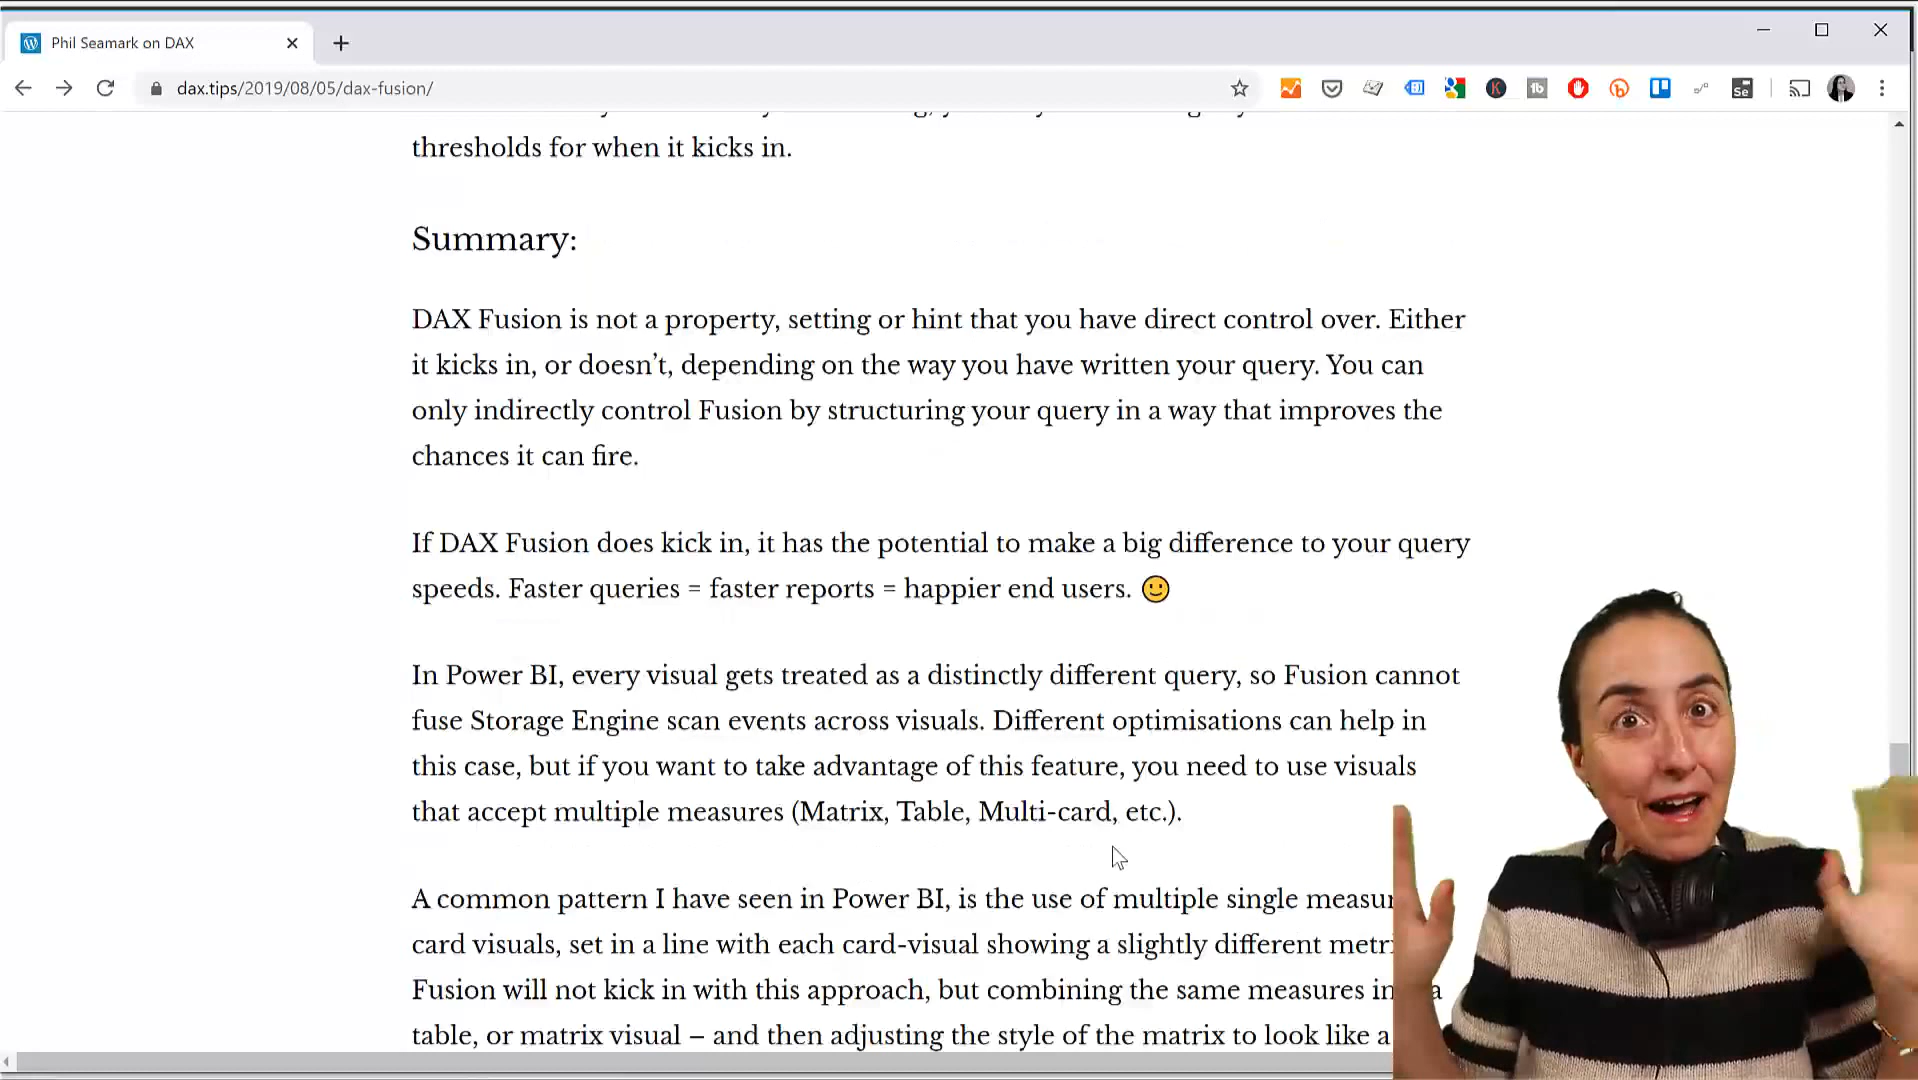 Phil Seamark on DAX
dax.tips/2019/08/05/dax-fusion/
thresholds for when it kicks in.
Summary:
DAX Fusion is not a property, setting or hint that you have direct control over. Either
it kicks in, or doesn’t, depending on the way you have written your query. You can
only indirectly control Fusion by structuring your query in a way that improves the
chances it can fire.
If DAX Fusion does kick in, it has the potential to make a big difference to your query
speeds. Faster queries = faster reports = happier end users.
In Power BI, every visual gets treated as a distinctly different query, so Fusion cannot
fuse Storage Engine scan events across visuals. Different optimisations can help in
this case, but if you want to take advantage of this feature, you need to use visuals
that accept multiple measures (Matrix, Table, Multi-card, etc.).
A common pattern I have seen in Power BI, is the use of multiple single measur
card visuals, set in a line with each card-visual showing a slightly different metri
Fusion will not kick in with this approach, but combining the same measures in a
table, or matrix visual – and then adjusting the style of the matrix to look like a